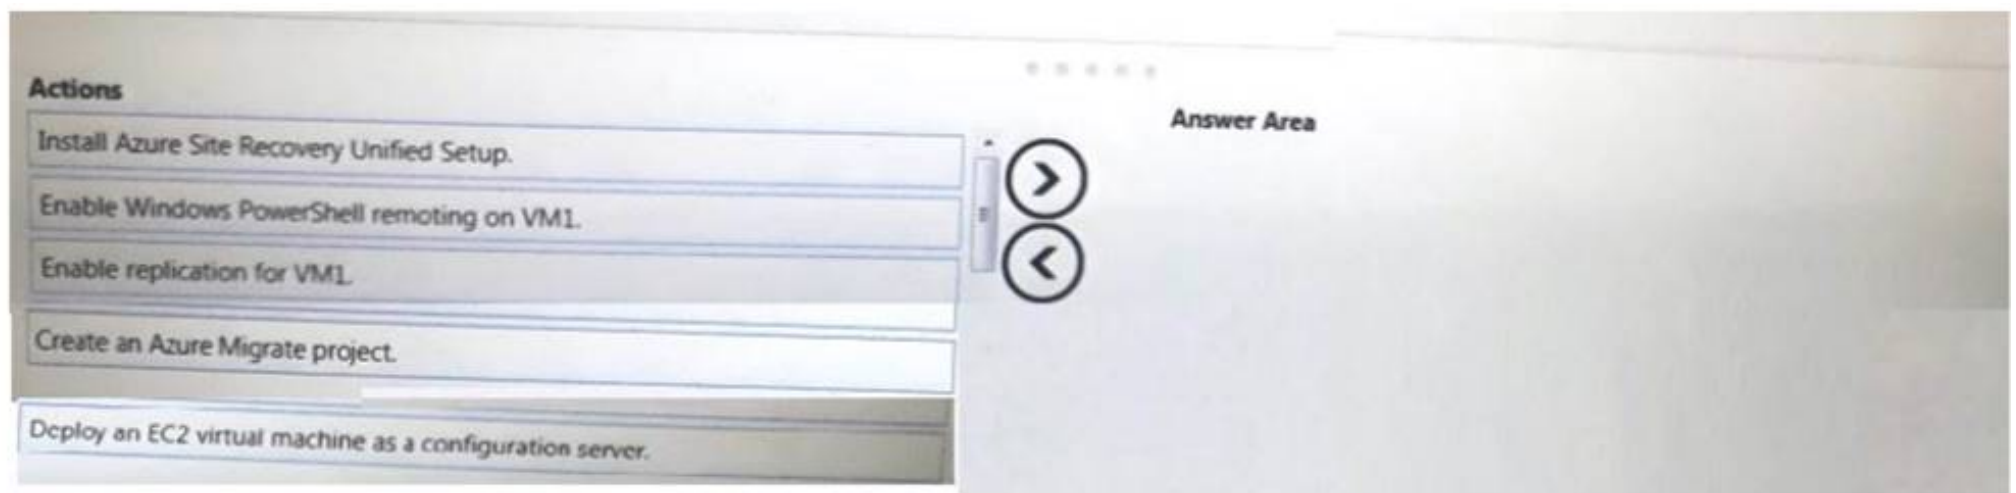 Actions
Answer Area
Install Azure Site Recovery Unified Setup.
Enable Windows PowerShell remoting on VM1.
Enable replication for VM1.
Create an Azure Migrate project.
Deploy an EC2 virtual machine as a configuration server.